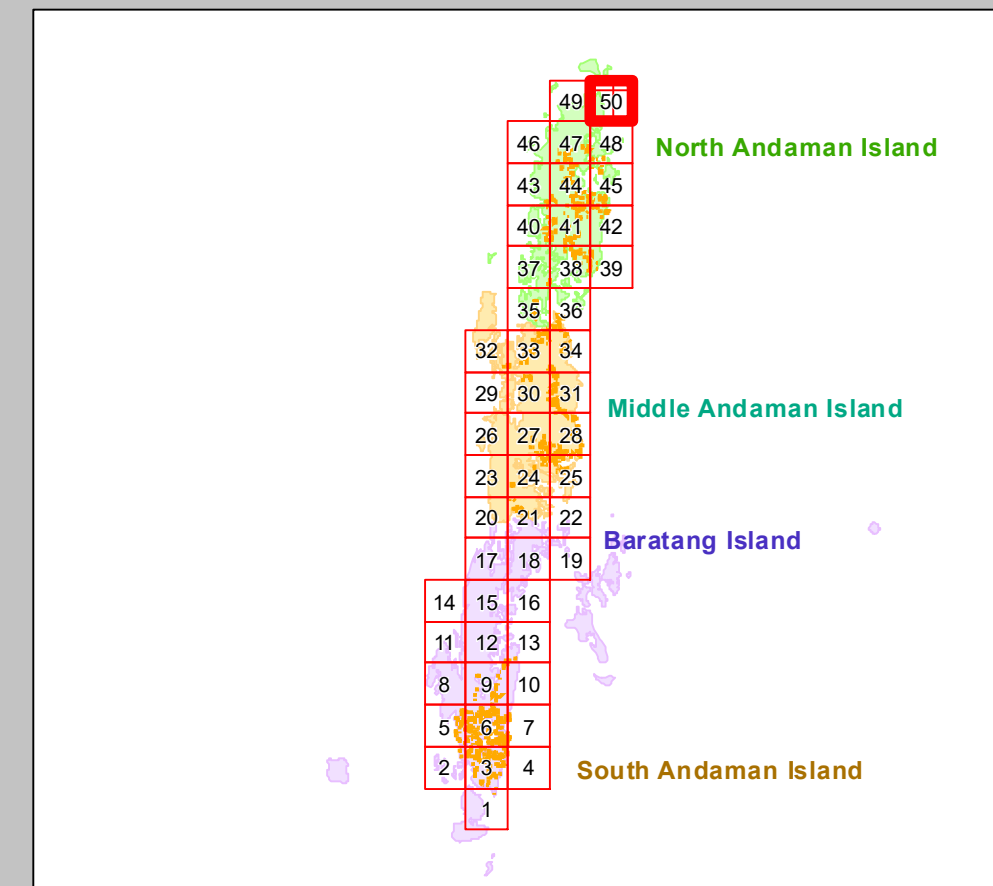 49 50
46 47 48
North Andaman Island
43 44 45
40 41 42
37 38 39
35 36
32 33 34
29 30 31
Middle Andaman Island
26 27 28
23 24 25
20 21 22
Baratang Island
17 18 19
14 15 16
11 12 13
8 9 10
5 6 7
2 3 4
South Andaman Island
1